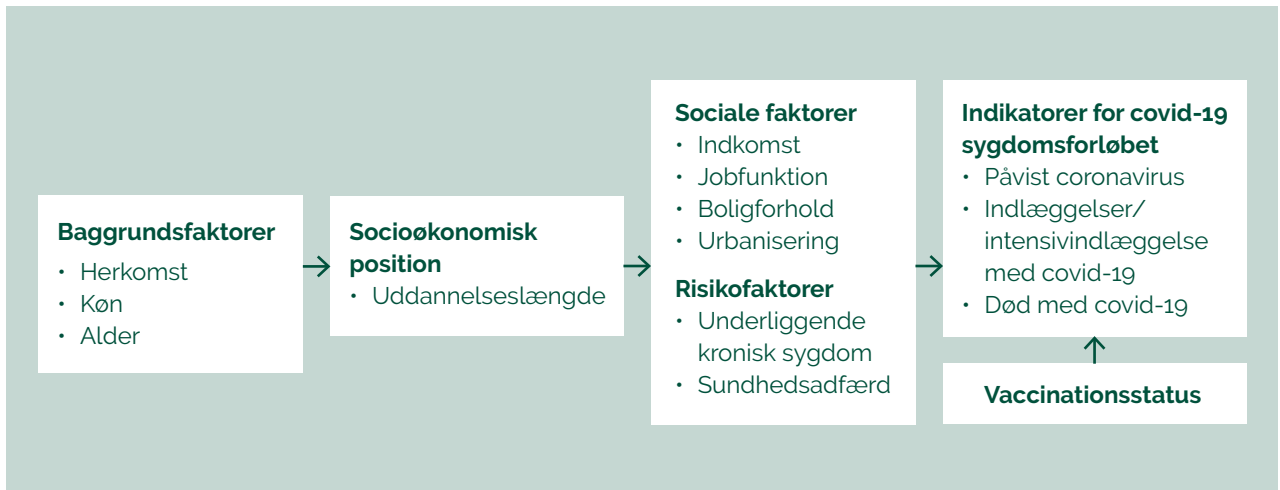 Baggrundsfaktorer
• Herkomst
• Køn
• Alder
Socioøkonomisk
position
• Uddannelseslængde
Sociale faktorer
• Indkomst
• Jobfunktion
• Boligforhold
• Urbanisering
Risikofaktorer
• Underliggende
kronisk sygdom
• Sundhedsadfærd
Indikatorer for covid-19
sygdomsforløbet
• Påvist coronavirus
• Indlæggelser/
intensivindlæggelse
med covid-19
• Død med covid-19
Vaccinationsstatus